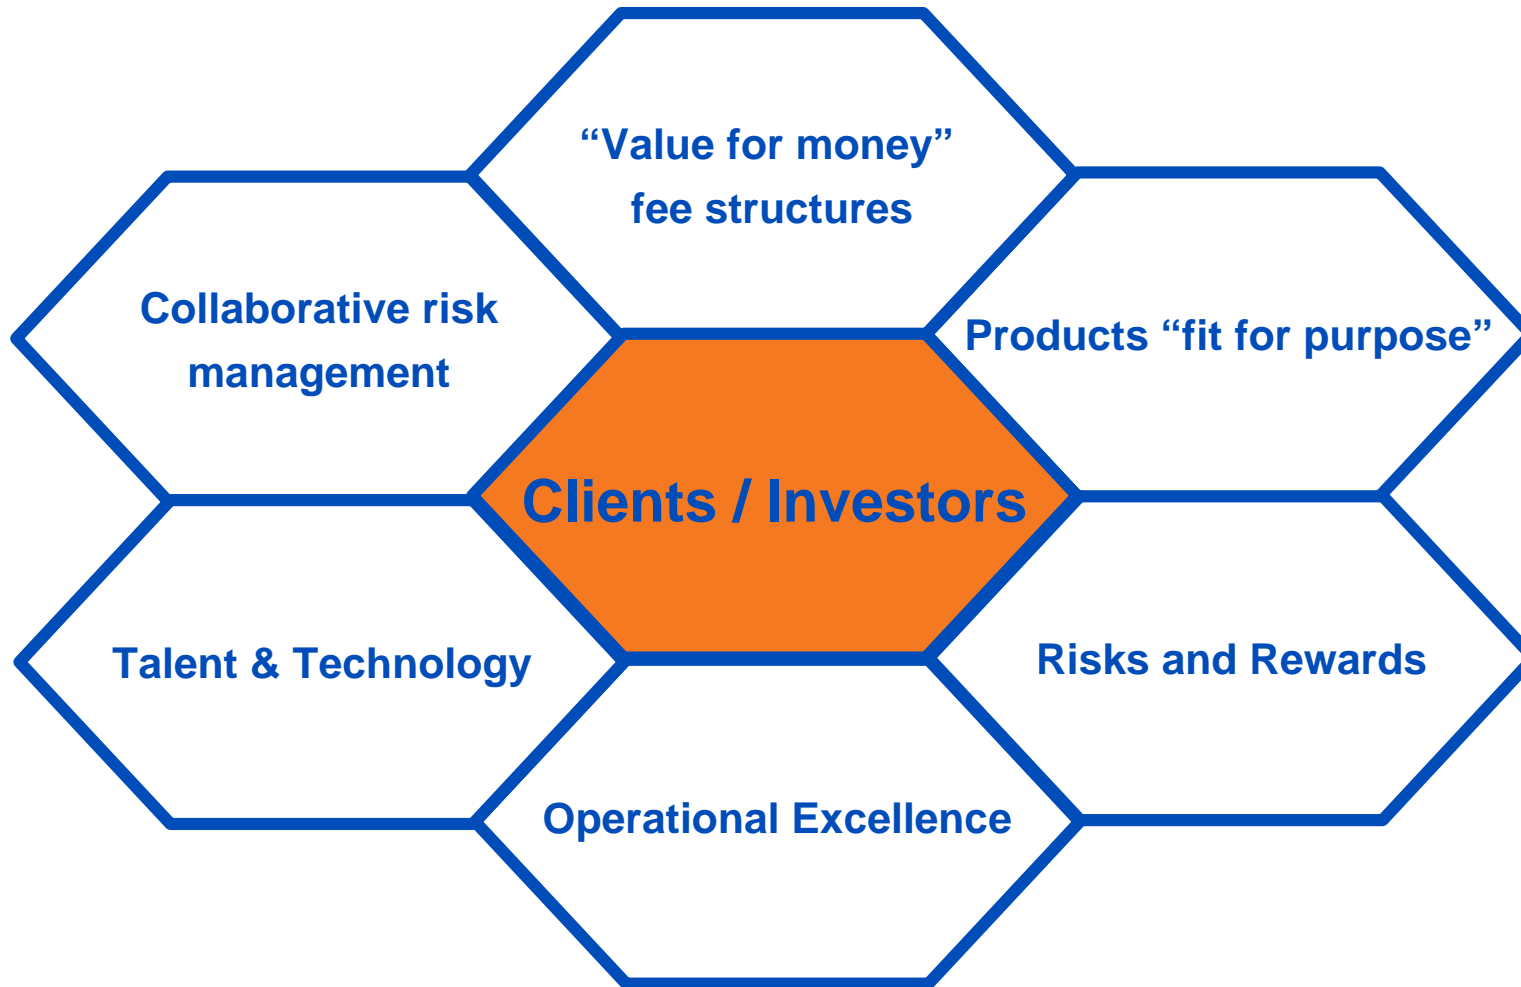 “Value for money”
fee structures
Collaborative risk
management
Products “fit for purpose”
Clients / Investors
Talent & Technology
Risks and Rewards
Operational Excellence